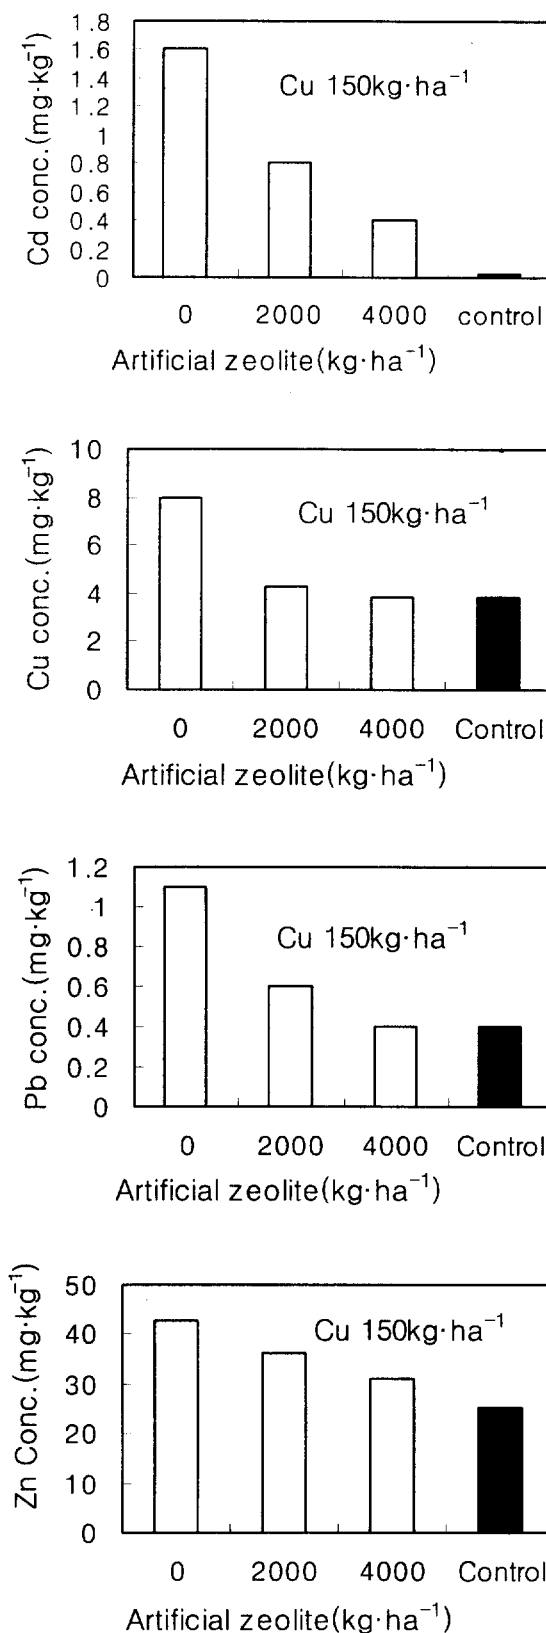 Cd conc.(mg·kg⁻¹)
1.8
1.6
1.4
1.2
1
0.8
0.6
0.4
0.2
0
Cu 150kg·ha⁻¹
0 2000 4000 control
Artificial zeolite(kg·ha⁻¹)
Cu conc.(mg·kg⁻¹)
10
8
6
4
2
0
Cu 150kg·ha⁻¹
0 2000 4000 Control
Artificial zeolite(kg·ha⁻¹)
Pb conc.(mg·kg⁻¹)
1.2
1
0.8
0.6
0.4
0.2
0
Cu 150kg·ha⁻¹
0 2000 4000 Control
Artificial zeolite(kg·ha⁻¹)
Zn Conc.(mg·kg⁻¹)
50
40
30
20
10
0
Cu 150kg·ha⁻¹
0 2000 4000 Control
Artificial zeolite(kg·ha⁻¹)